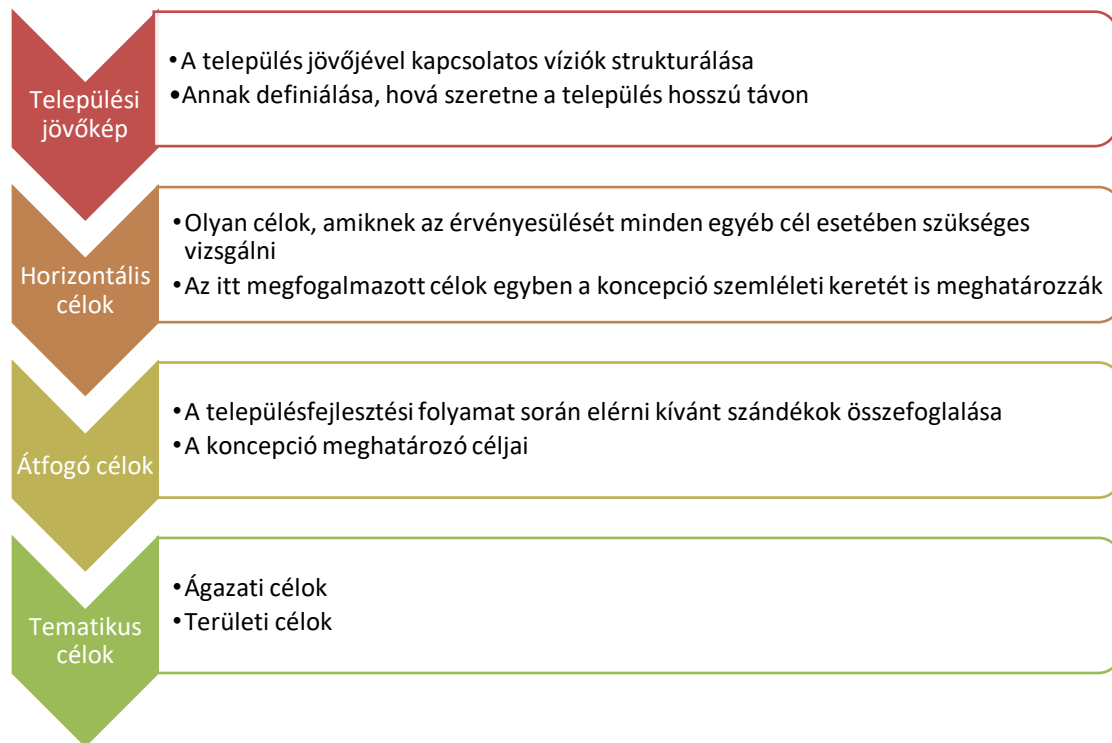 Települési
jövőkép
•A település jövőjével kapcsolatos víziók strukturálása
•Annak definiálása, hová szeretne a település hosszú távon
Horizontális
célok
•Olyan célok, amiknek az érvényesülését minden egyéb cél esetében szükséges
vizsgálni
•Az itt megfogalmazott célok egyben a koncepció szemléleti keretét is meghatározzák
Átfogó célok
•A településfejlesztési folyamat során elérni kívánt szándékok összefoglalása
•A koncepció meghatározó céljai
Tematikus
célok
•Ágazati célok
•Területi célok